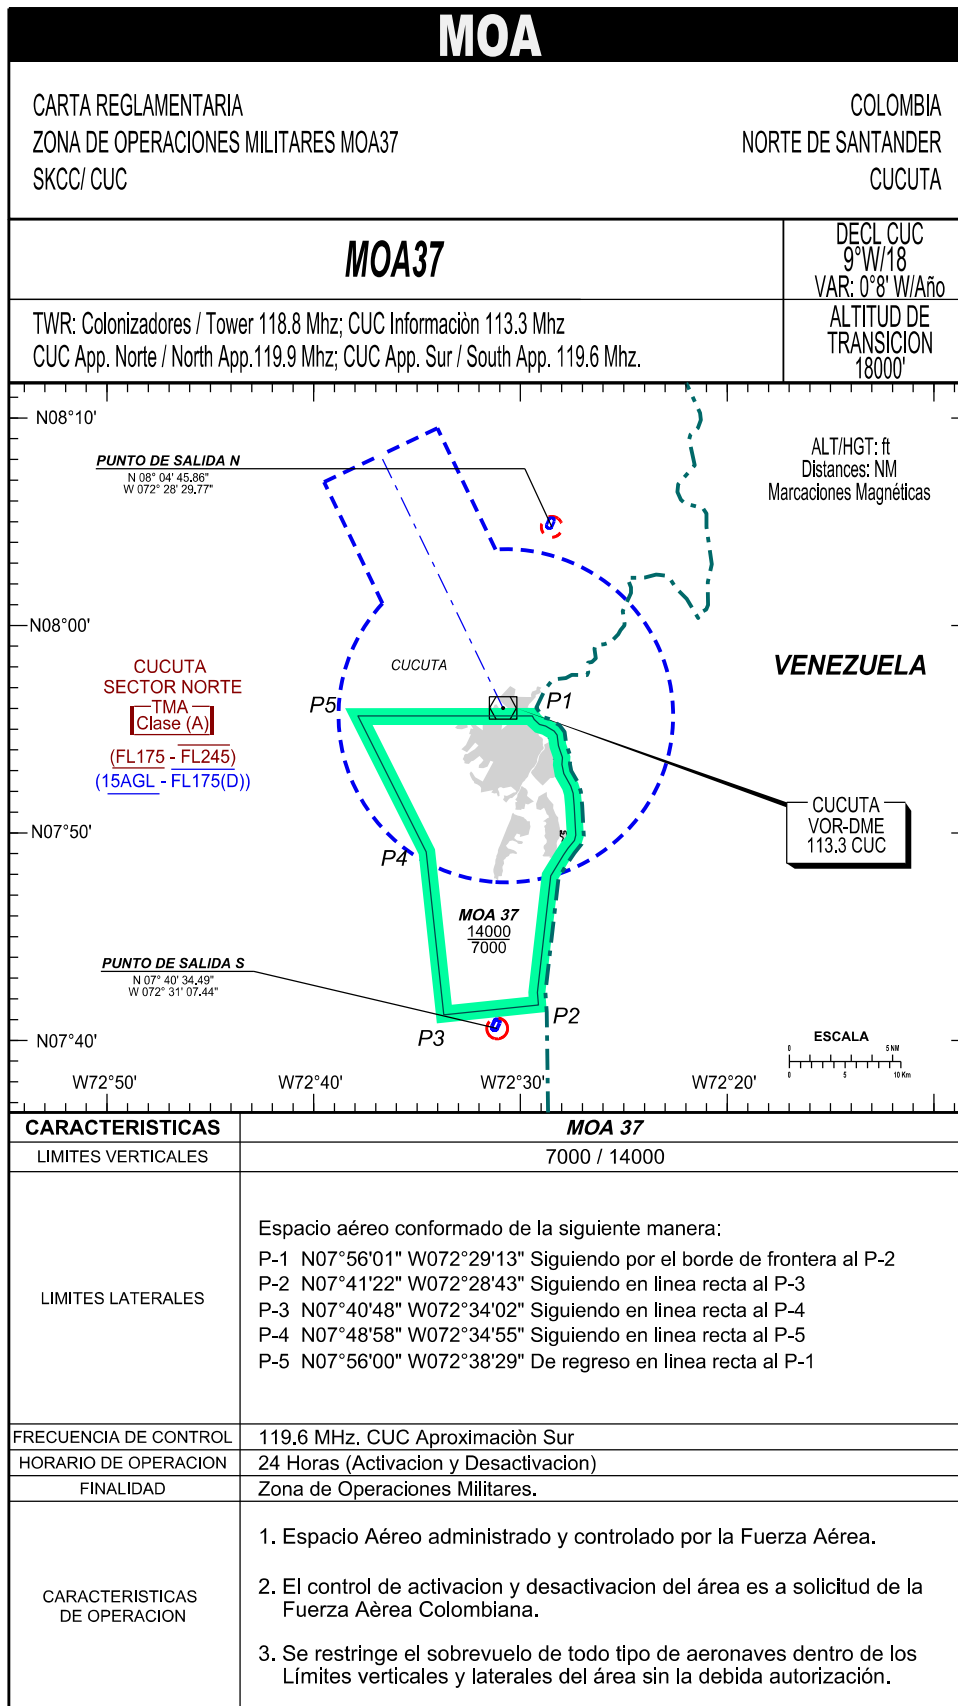 MOA
CARTA REGLAMENTARIA
ZONA DE OPERACIONES MILITARES MOA37
SKCC/ CUC
COLOMBIA
NORTE DE SANTANDER
CUCUTA
MOA37
DECL CUC
9°W/18
VAR: 0°8' W/Año
TWR: Colonizadores / Tower 118.8 Mhz; CUC Informaciòn 113.3 Mhz
CUC App. Norte / North App.119.9 Mhz; CUC App. Sur / South App. 119.6 Mhz.
ALTITUD DE
TRANSICION
18000'
N08°10'
PUNTO DE SALIDA N
N 08° 04' 45.86"
W 072° 28' 29.77"
ALT/HGT: ft
Distances: NM
Marcaciones Magnéticas
N08°00'
CUCUTA
SECTOR NORTE
TMA
Clase (A)
(FL175 - FL245)
(15AGL - FL175(D))
CUCUTA
VENEZUELA
P5
P1
CUCUTA
VOR-DME
113.3 CUC
N07°50'
P4
MOA 37
14000
7000
PUNTO DE SALIDA S
N 07° 40' 34.49"
W 072° 31' 07.44"
P2
P3
N07°40'
ESCALA
0 5 NM
0 5 10 Km
W72°50'
W72°40'
W72°30'
W72°20'
CARACTERISTICAS
MOA 37
LIMITES VERTICALES
7000 / 14000
LIMITES LATERALES
Espacio aéreo conformado de la siguiente manera:
P-1 N07°56'01" W072°29'13" Siguiendo por el borde de frontera al P-2
P-2 N07°41'22" W072°28'43" Siguiendo en linea recta al P-3
P-3 N07°40'48" W072°34'02" Siguiendo en linea recta al P-4
P-4 N07°48'58" W072°34'55" Siguiendo en linea recta al P-5
P-5 N07°56'00" W072°38'29" De regreso en linea recta al P-1
FRECUENCIA DE CONTROL
119.6 MHz. CUC Aproximaciòn Sur
HORARIO DE OPERACION
24 Horas (Activacion y Desactivacion)
FINALIDAD
Zona de Operaciones Militares.
CARACTERISTICAS
DE OPERACION
1. Espacio Aéreo administrado y controlado por la Fuerza Aérea.
2. El control de activacion y desactivacion del área es a solicitud de la
Fuerza Aèrea Colombiana.
3. Se restringe el sobrevuelo de todo tipo de aeronaves dentro de los
Límites verticales y laterales del área sin la debida autorización.